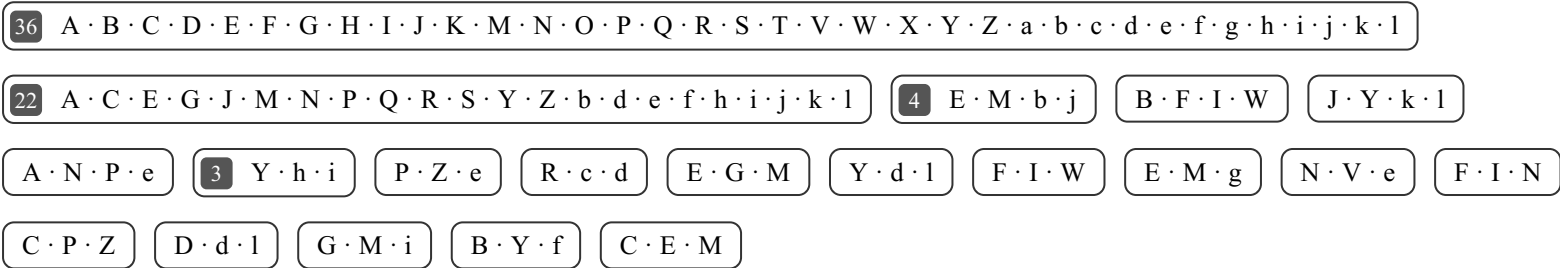 36 A · B · C · D · E · F · G · H · I · J · K · M · N · O · P · Q · R · S · T · V · W · X · Y · Z · a · b · c · d · e · f · g · h · i · j · k · l
22 A · C · E · G · J · M · N · P · Q · R · S · Y · Z · b · d · e · f · h · i · j · k · l 4 E · M · b · j B · F · I · W J · Y · k · l
A · N · P · e 3 Y · h · i P · Z · e R · c · d E · G · M Y · d · l F · I · W E · M · g N · V · e F · I · N
C · P · Z D · d · l G · M · i B · Y · f C · E · M